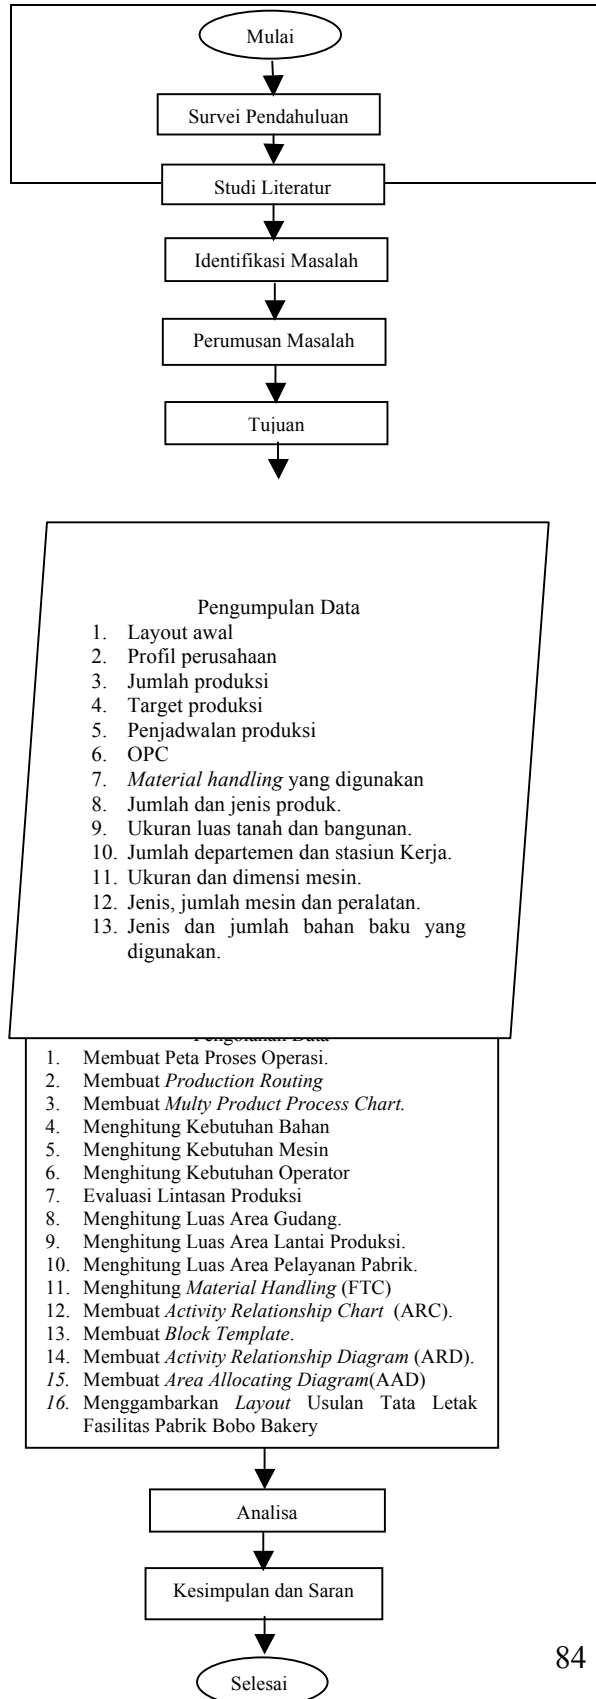 Mulai
Survei Pendahuluan
Studi Literatur
Identifikasi Masalah
Perumusan Masalah
Tujuan
Pengumpulan Data
1. Layout awal
2. Profil perusahaan
3. Jumlah produksi
4. Target produksi
5. Penjadwalan produksi
6. OPC
7. Material handling yang digunakan
8. Jumlah dan jenis produk.
9. Ukuran luas tanah dan bangunan.
10. Jumlah departemen dan stasiun Kerja.
11. Ukuran dan dimensi mesin.
12. Jenis, jumlah mesin dan peralatan.
13. Jenis dan jumlah bahan baku yang
digunakan.
Pengolahan Data
1. Membuat Peta Proses Operasi.
2. Membuat Production Routing
3. Membuat Multy Product Process Chart.
4. Menghitung Kebutuhan Bahan
5. Menghitung Kebutuhan Mesin
6. Menghitung Kebutuhan Operator
7. Evaluasi Lintasan Produksi
8. Menghitung Luas Area Gudang.
9. Menghitung Luas Area Lantai Produksi.
10. Menghitung Luas Area Pelayanan Pabrik.
11. Menghitung Material Handling (FTC)
12. Membuat Activity Relationship Chart (ARC).
13. Membuat Block Template.
14. Membuat Activity Relationship Diagram (ARD).
15. Membuat Area Allocating Diagram(AAD)
16. Menggambarkan Layout Usulan Tata Letak
Fasilitas Pabrik Bobo Bakery
Analisa
Kesimpulan dan Saran
Selesai
84